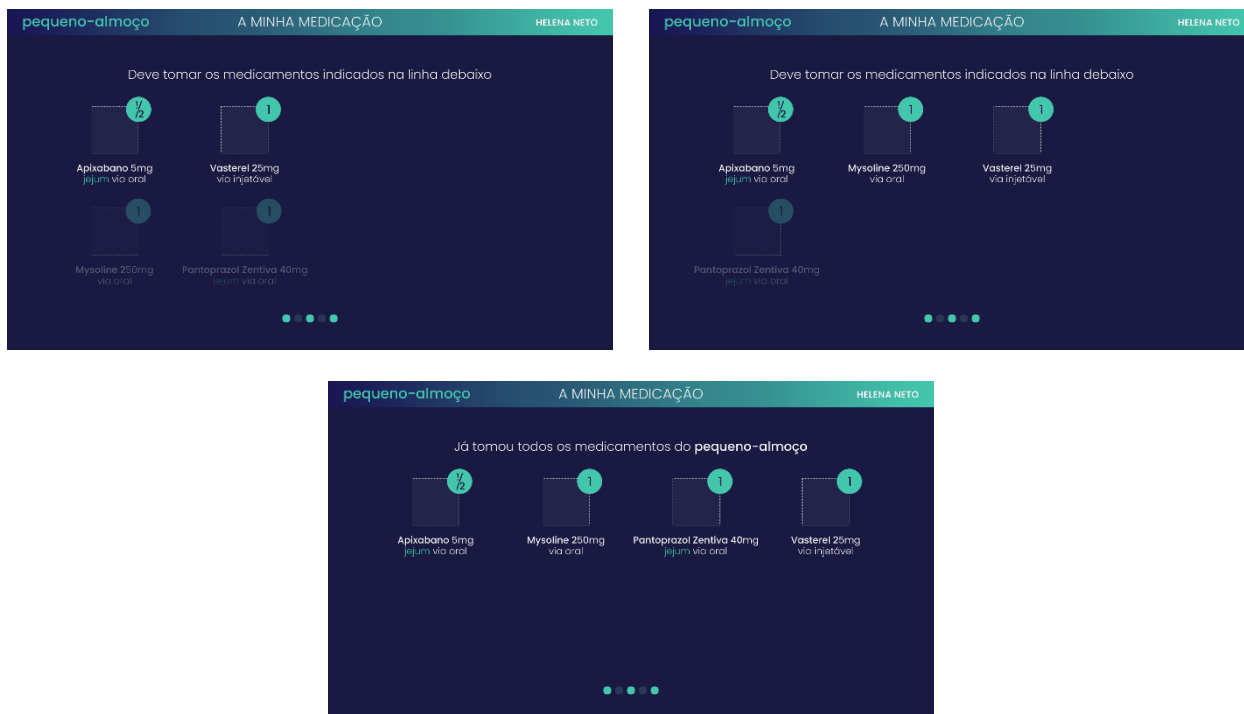 pequeno-almoço A MINHA MEDICAÇÃO HELENA NETO
Deve tomar os medicamentos indicados na linha debaixo
1/2 1
Apixabano 5mg Vasterel 25mg
jejum via oral via injetável
1 1
Mysoline 250mg Pantoprazol Zentiva 40mg
via oral jejum via oral
pequeno-almoço A MINHA MEDICAÇÃO HELENA NETO
Deve tomar os medicamentos indicados na linha debaixo
1/2 1 1
Apixabano 5mg Mysoline 250mg Vasterel 25mg
jejum via oral via oral via injetável
1
Pantoprazol Zentiva 40mg
jejum via oral
pequeno-almoço A MINHA MEDICAÇÃO HELENA NETO
Já tomou todos os medicamentos do pequeno-almoço
1/2 1 1 1
Apixabano 5mg Mysoline 250mg Pantoprazol Zentiva 40mg Vasterel 25mg
jejum via oral via oral jejum via oral via injetável